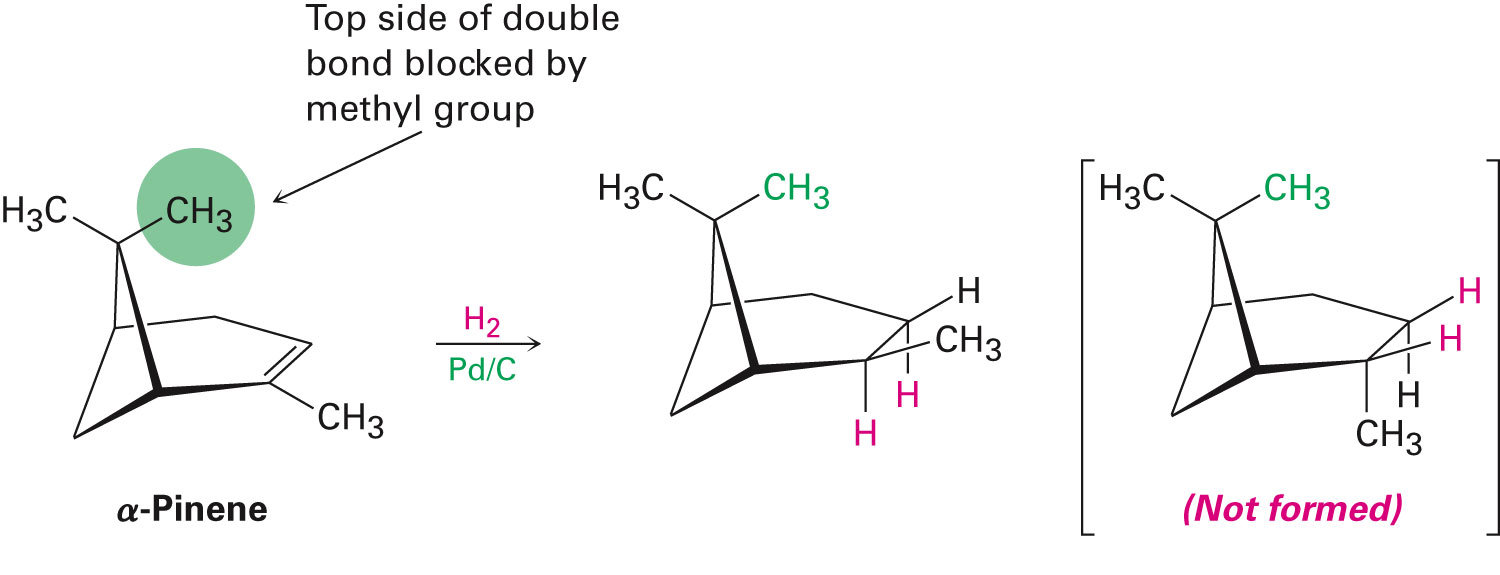 Top side of double
bond blocked by
methyl group
H₃C
CH₃
CH₃
α-Pinene
H₂
Pd/C
H₃C
CH₃
H
CH₃
H
H
H₃C
CH₃
H
H
H
CH₃
(Not formed)